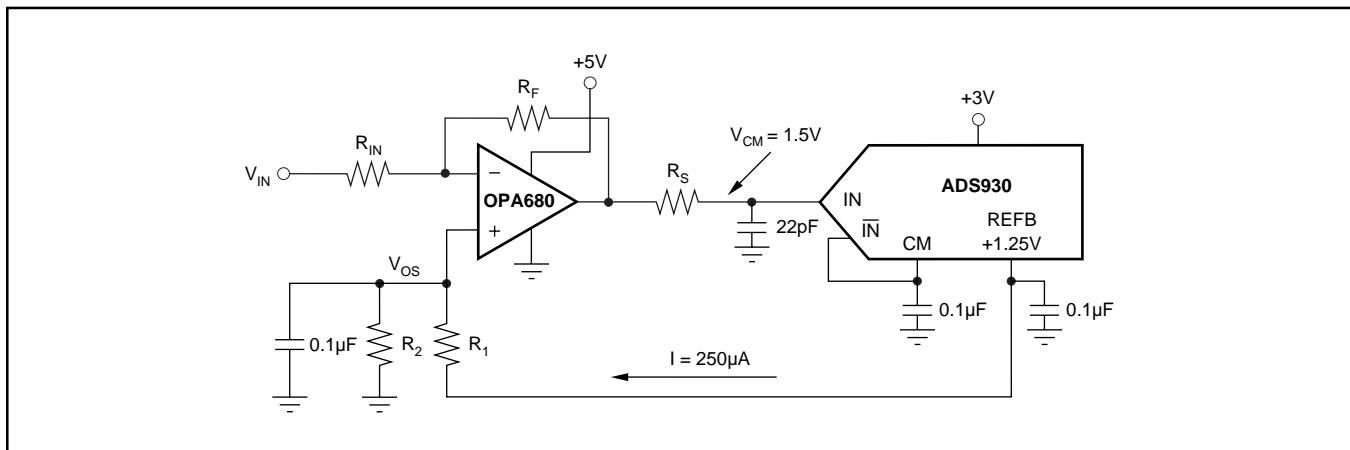 +5V
R_F
+3V
V_CM = 1.5V
R_IN
R_S
V_IN
ADS930
−
OPA680
+
IN
REFB
22pF
I̅N̅
+1.25V
CM
V_OS
0.1µF
0.1µF
0.1µF
R_2
R_1
I = 250µA